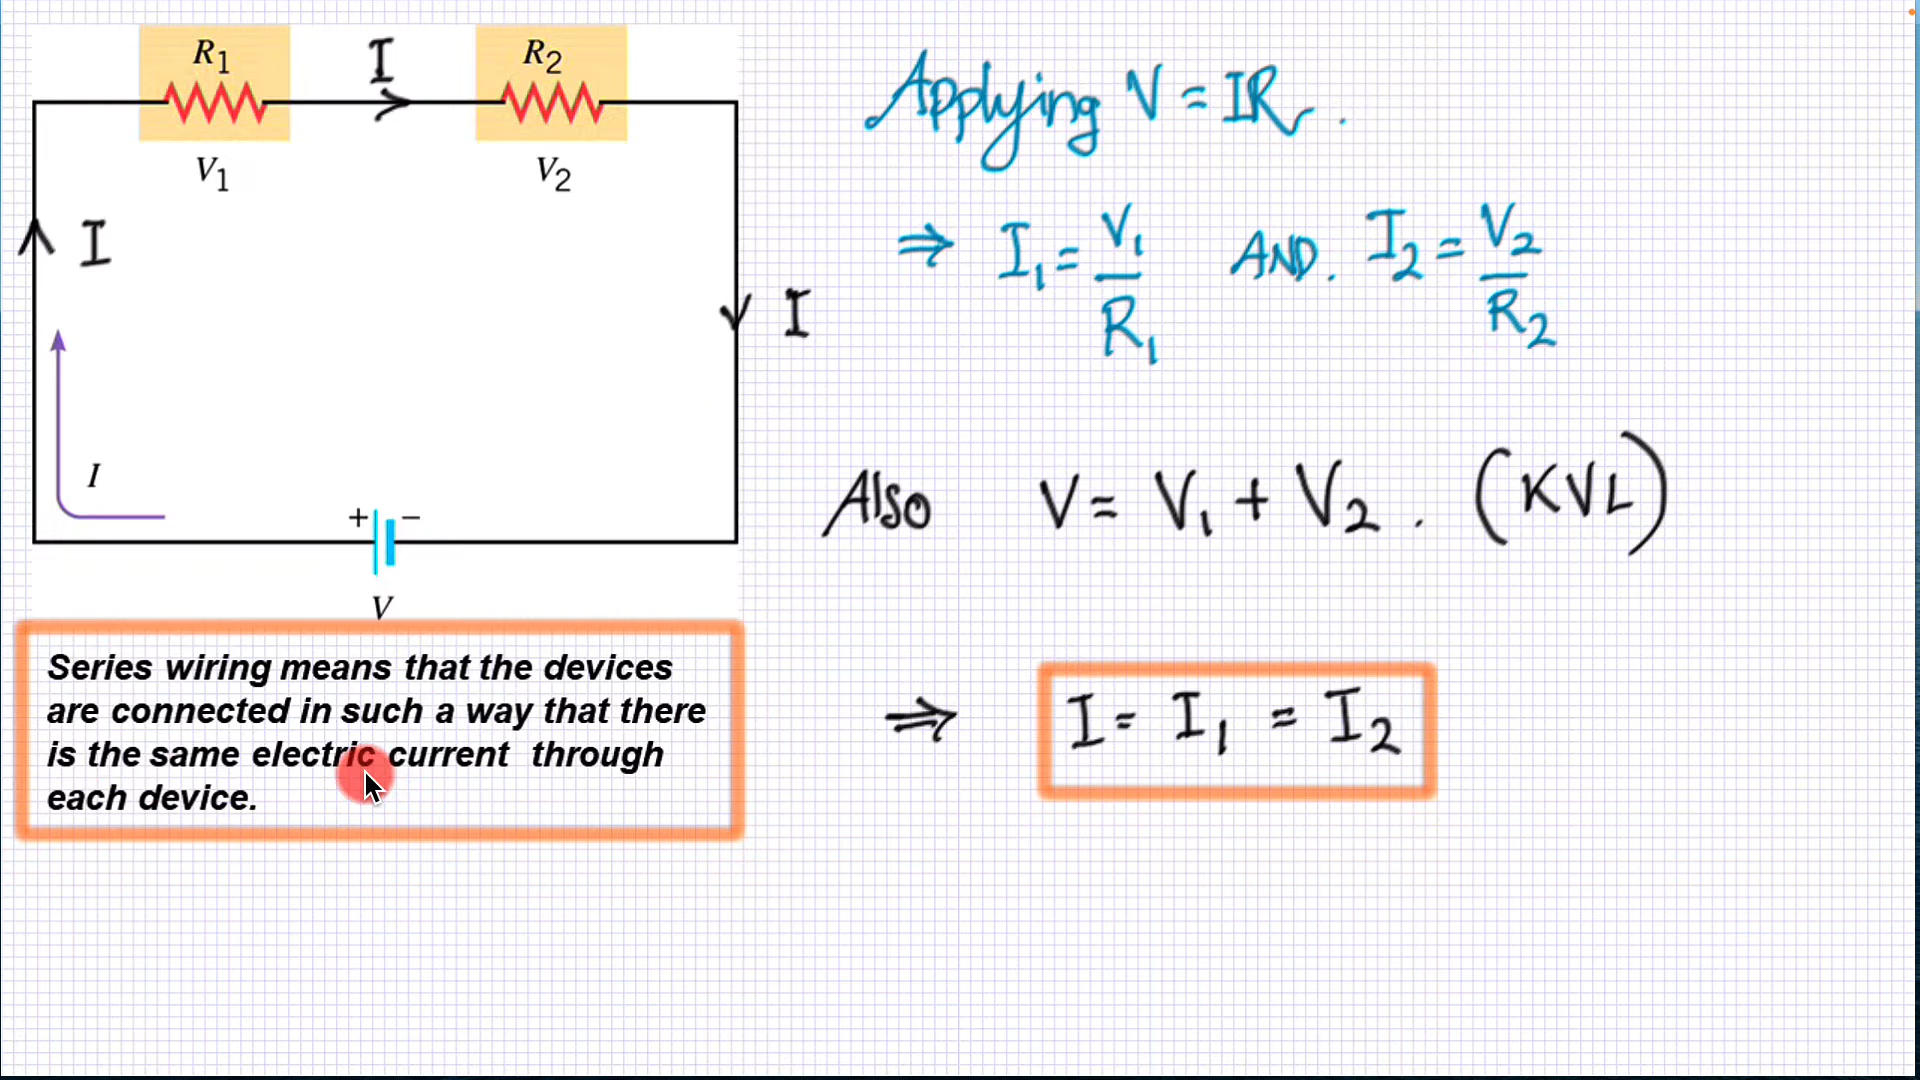 R1 I R2
V1 V2
I
I
I
+ −
V
Series wiring means that the devices
are connected in such a way that there
is the same electric current through
each device.
Applying V = IR.
⇒ I1 = V1/R1 AND. I2 = V2/R2
Also V = V1 + V2. (KVL)
⇒ I = I1 = I2